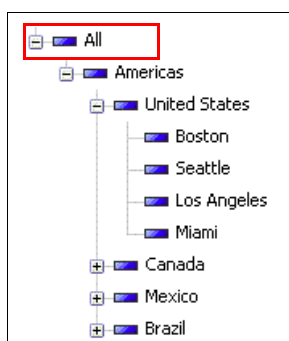 All
Americas
United States
Boston
Seattle
Los Angeles
Miami
Canada
Mexico
Brazil